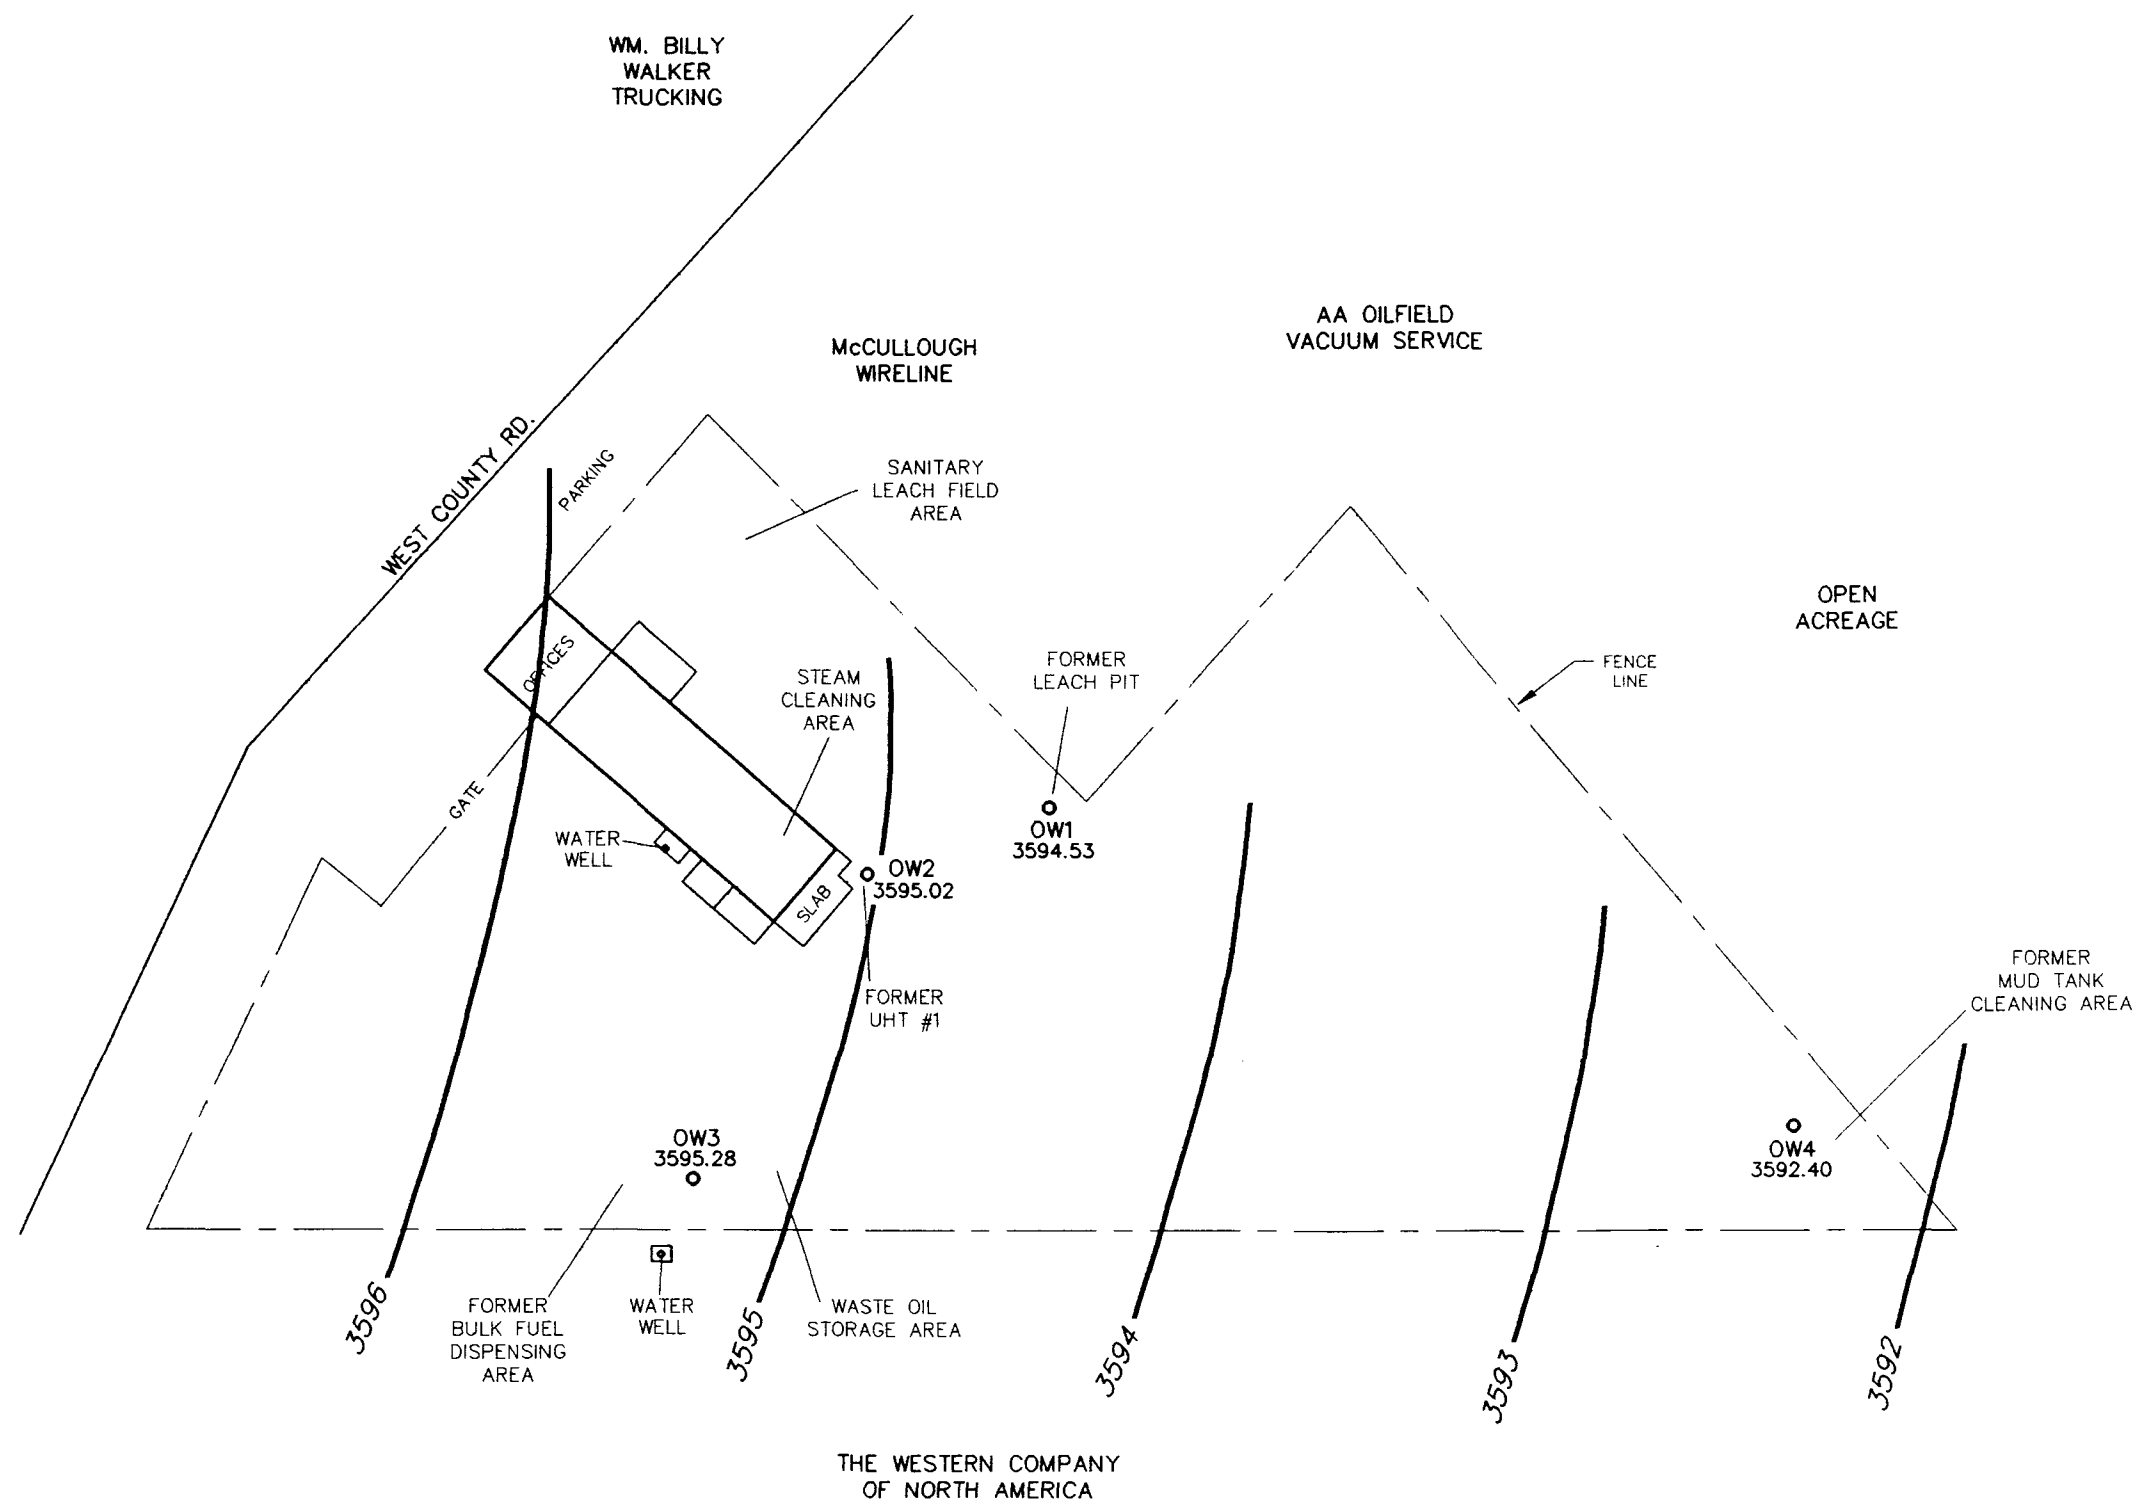 WM. BILLY
WALKER
TRUCKING
AA OILFIELD
VACUUM SERVICE
McCULLOUGH
WIRELINE
WEST COUNTY RD.
PARKING
SANITARY
LEACH FIELD
AREA
OPEN
ACREAGE
OFFICES
FORMER
LEACH PIT
FENCE
LINE
STEAM
CLEANING
AREA
GATE
WATER
WELL
OW1
3594.53
OW2
3595.02
SLAB
FORMER
UHT #1
FORMER
MUD TANK
CLEANING AREA
OW3
3595.28
OW4
3592.40
3596
FORMER
BULK FUEL
DISPENSING
AREA
WATER
WELL
3595
WASTE OIL
STORAGE AREA
3594
3593
3592
THE WESTERN COMPANY
OF NORTH AMERICA